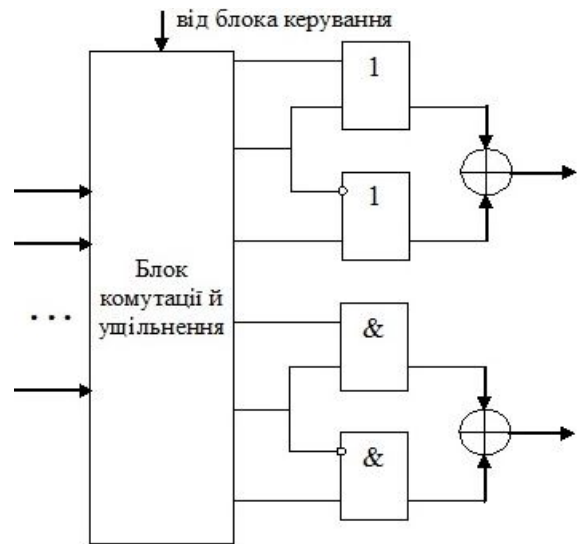 від блока керування
1
1
Блок
комутації й
ущільнення
...
&
&